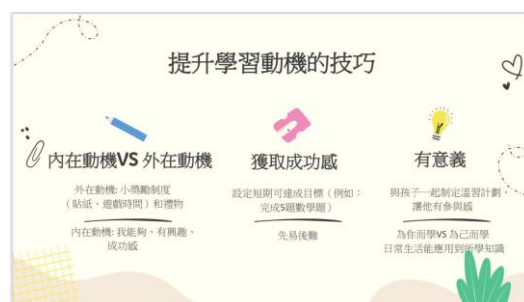 提升學習動機的技巧
內在動機VS 外在動機
外在動機: 小獎勵制度
（貼紙、遊戲時間）和禮物
內在動機: 我能夠、有興趣、
成功感
獲取成功感
設定短期可達成目標（例如：
完成5題數學題）
先易後難
有意義
與孩子一起制定溫習計劃，
讓他有參與感
為你而學VS 為己而學
日常生活能應用到所學知識